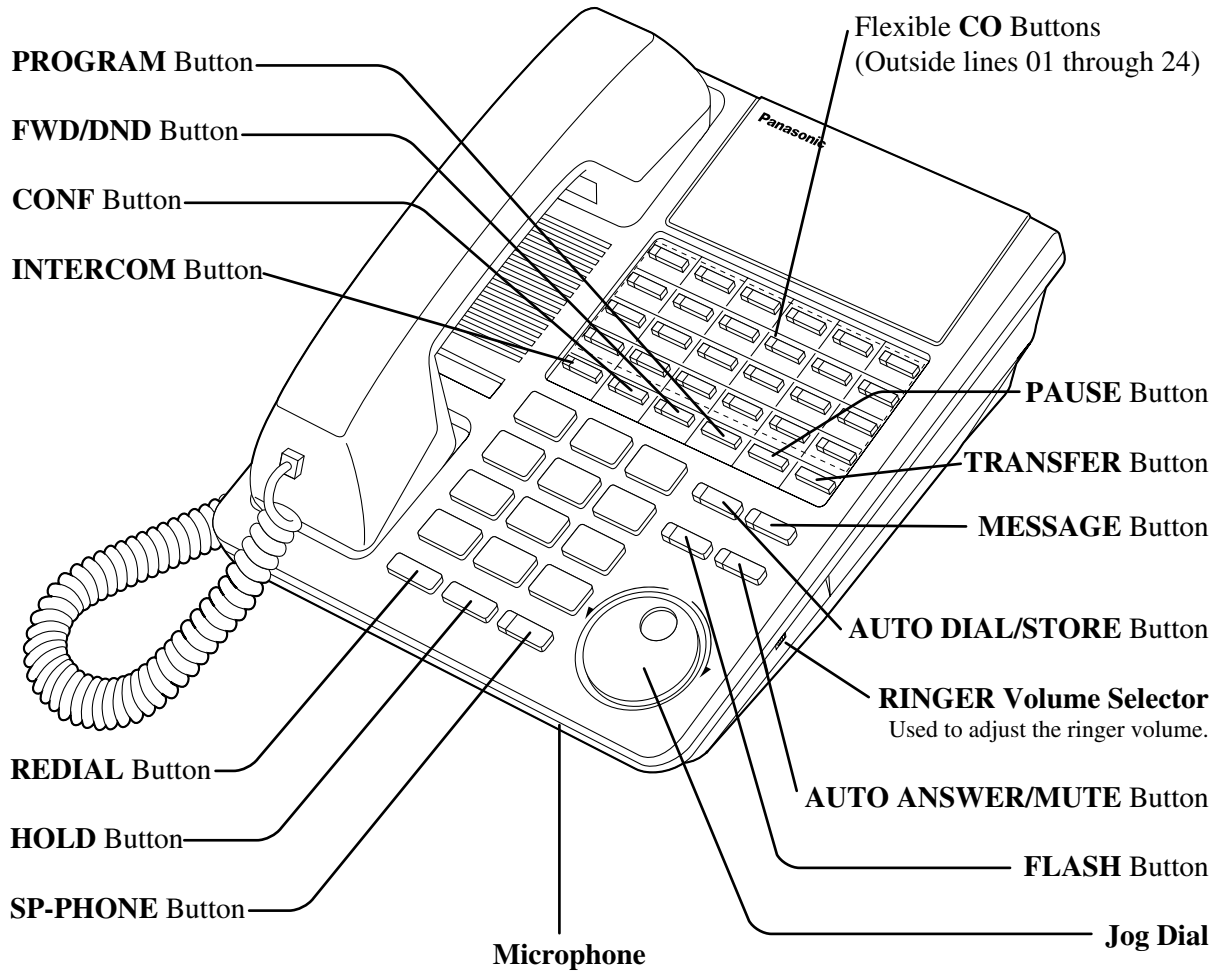 Flexible CO Buttons
(Outside lines 01 through 24)
PROGRAM Button
FWD/DND Button
CONF Button
INTERCOM Button
Panasonic
PAUSE Button
TRANSFER Button
MESSAGE Button
AUTO DIAL/STORE Button
RINGER Volume Selector
Used to adjust the ringer volume.
REDIAL Button
AUTO ANSWER/MUTE Button
HOLD Button
FLASH Button
SP-PHONE Button
Jog Dial
Microphone